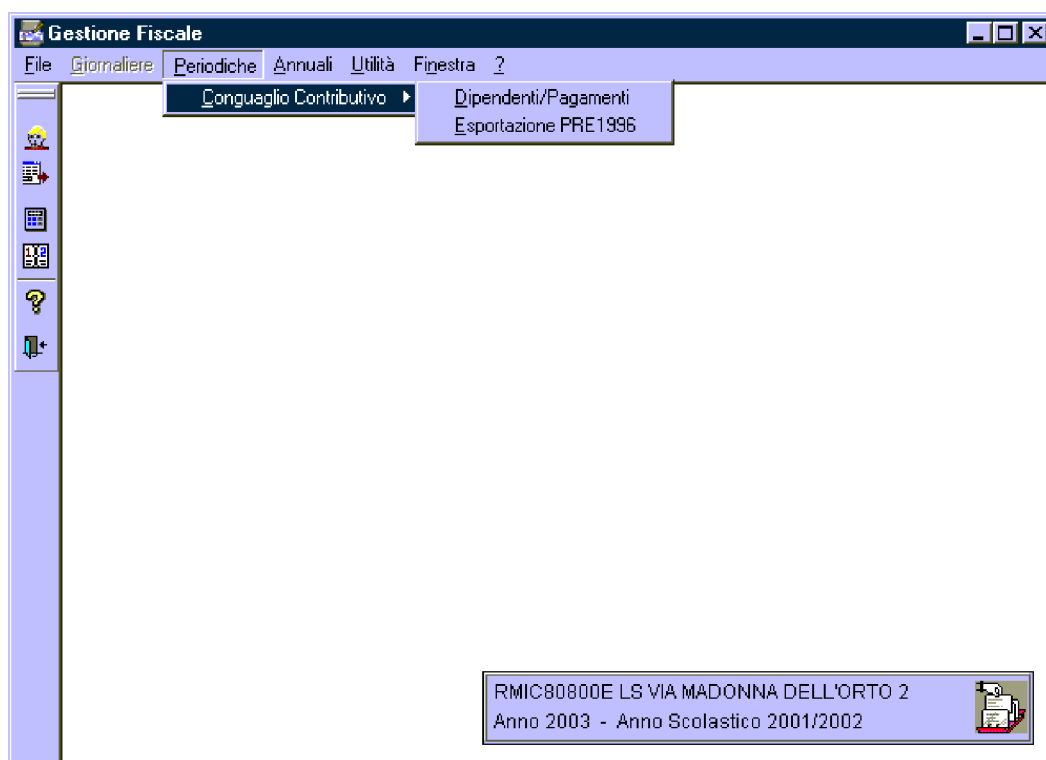 Gestione Fiscale
File Giornaliere Periodiche Annuali Utilità Finestra ?
Conguaglio Contributivo Dipendenti/Pagamenti
Esportazione PRE1996
RMIC80800E LS VIA MADONNA DELL'ORTO 2
Anno 2003 - Anno Scolastico 2001/2002